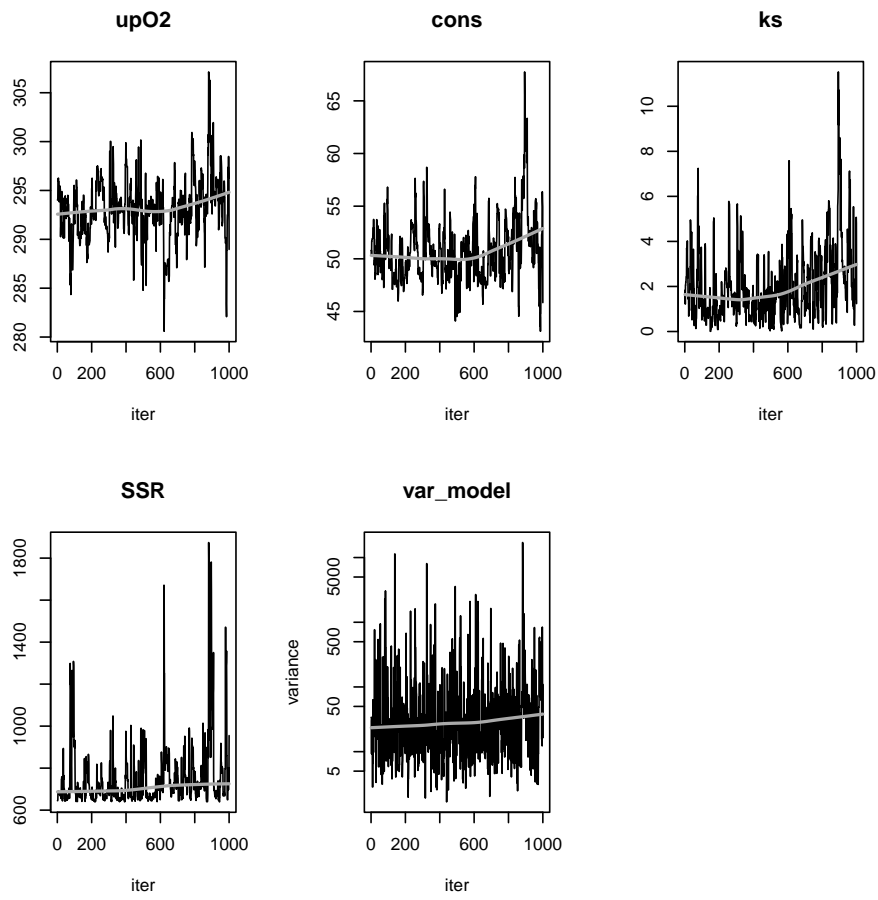 upO2 cons ks
280 285 290 295 300 305
45 50 55 60 65
0 2 4 6 8 10
0 200 600 1000 0 200 600 1000 0 200 600 1000
iter iter iter
SSR var_model
600 1000 1400 1800
variance
5 50 500 5000
0 200 600 1000 0 200 600 1000
iter iter